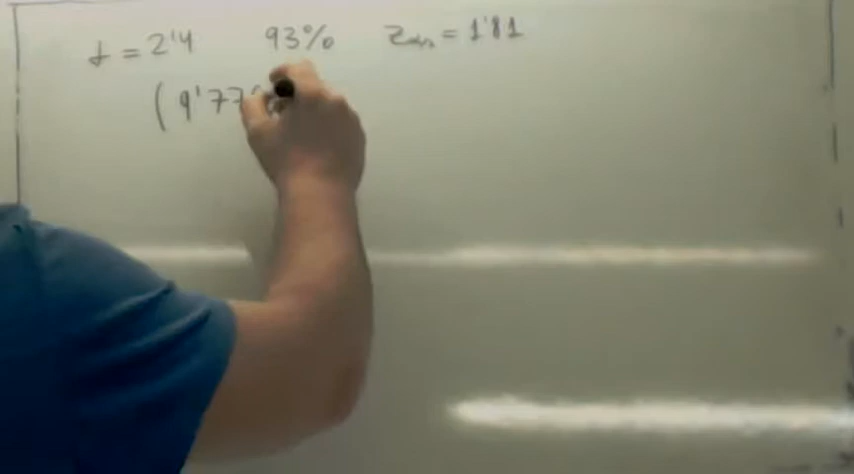 σ = 2'4 93% Zα/2 = 1'81
(9'77